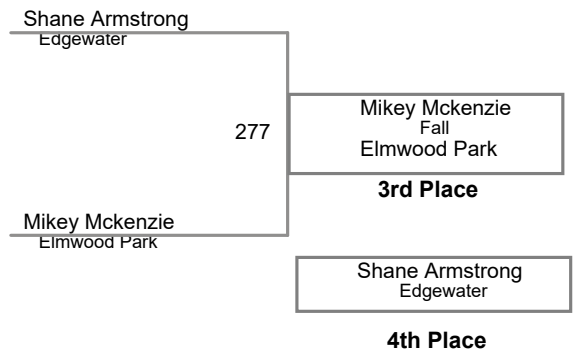 Shane Armstrong
Edgewater
277
Mikey Mckenzie
Fall
Elmwood Park
3rd Place
Mikey Mckenzie
Elmwood Park
Shane Armstrong
Edgewater
4th Place